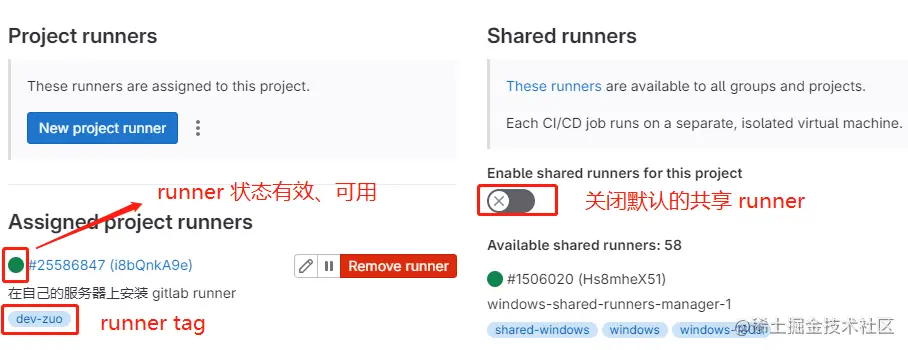 Project runners
These runners are assigned to this project.
New project runner
runner 状态有效、可用
Assigned project runners
#25586847 (i8bQnkA9e)
Remove runner
在自己的服务器上安装 gitlab runner
dev-zuo
runner tag
Shared runners
These runners are available to all groups and projects.
Each CI/CD job runs on a separate, isolated virtual machine.
Enable shared runners for this project
关闭默认的共享 runner
Available shared runners: 58
#1506020 (Hs8mheX51)
windows-shared-runners-manager-1
shared-windows windows
@稀土掘金技术社区